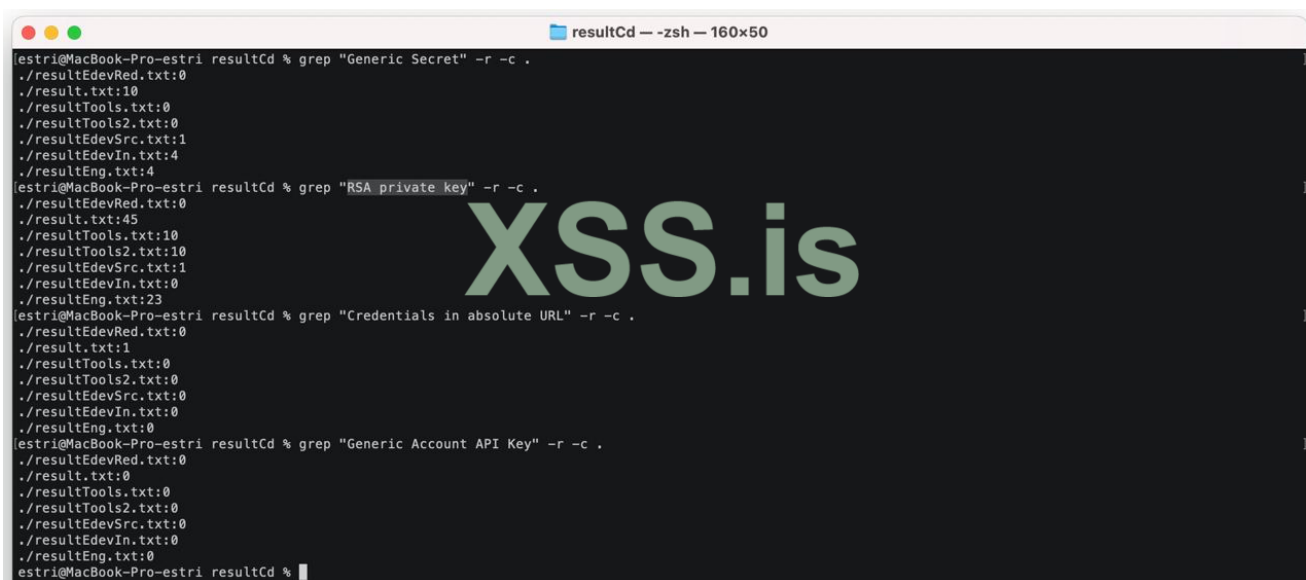 resultCd — -zsh — 160×50
[estri@MacBook-Pro-estri resultCd % grep "Generic Secret" -r -c .                    ]
./resultEdevRed.txt:0
./result.txt:10
./resultTools.txt:0
./resultTools2.txt:0
./resultEdevSrc.txt:1
./resultEdevIn.txt:4
./resultEng.txt:4
[estri@MacBook-Pro-estri resultCd % grep "RSA private key" -r -c .                    ]
./resultEdevRed.txt:0
./result.txt:45
./resultTools.txt:10
./resultTools2.txt:10
./resultEdevSrc.txt:1
./resultEdevIn.txt:0
./resultEng.txt:23
XSS.is
[estri@MacBook-Pro-estri resultCd % grep "Credentials in absolute URL" -r -c .                    ]
./resultEdevRed.txt:0
./result.txt:1
./resultTools.txt:0
./resultTools2.txt:0
./resultEdevSrc.txt:0
./resultEdevIn.txt:0
./resultEng.txt:0
[estri@MacBook-Pro-estri resultCd % grep "Generic Account API Key" -r -c .                    ]
./resultEdevRed.txt:0
./result.txt:0
./resultTools.txt:0
./resultTools2.txt:0
./resultEdevSrc.txt:0
./resultEdevIn.txt:0
./resultEng.txt:0
estri@MacBook-Pro-estri resultCd %